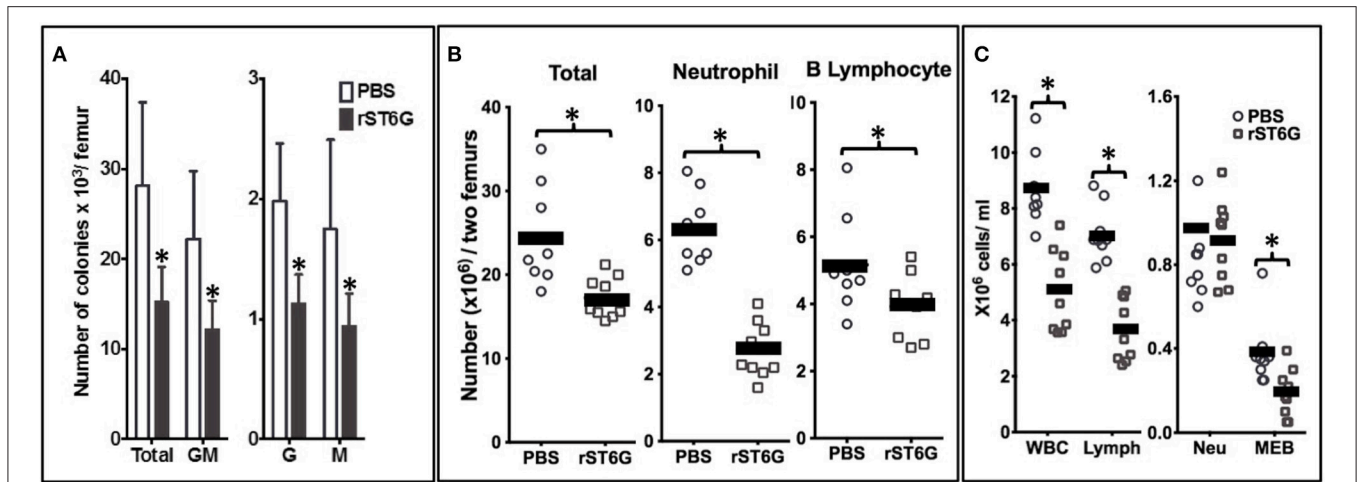 A
Number of colonies x 10³/ femur
40
30
20
10
0
Total GM
3
2
1
0
G M
PBS
rST6G
*
*
*
*
B
Number (x10⁶)/ two femurs
Total
40
30
20
10
0
*
PBS rST6G
Neutrophil
10
8
6
4
2
0
*
PBS rST6G
B Lymphocyte
10
8
6
4
2
0
*
PBS rST6G
C
X10⁶ cells/ ml
12
10
8
6
4
2
0
*
*
WBC Lymph
1.6
1.2
0.8
0.4
0.0
PBS
rST6G
*
Neu MEB